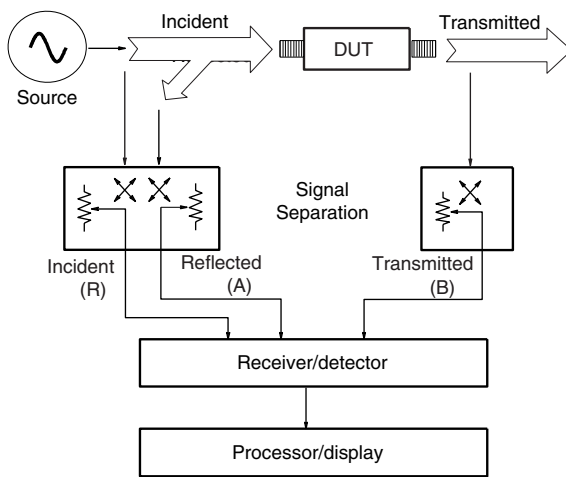 Incident
Transmitted
DUT
Source
Signal
Separation
Incident
(R)
Reflected
(A)
Transmitted
(B)
Receiver/detector
Processor/display